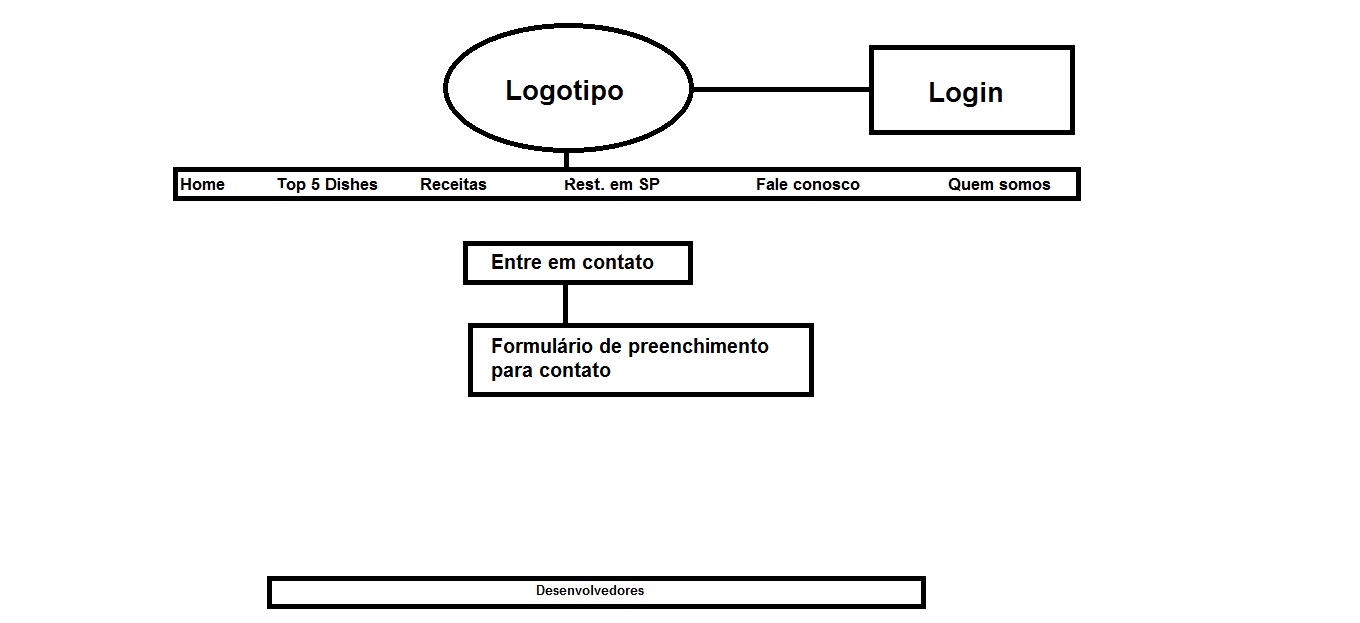 Logotipo
Login
Home Top 5 Dishes Receitas Rest. em SP Fale conosco Quem somos
Entre em contato
Formulário de preenchimento
para contato
Desenvolvedores